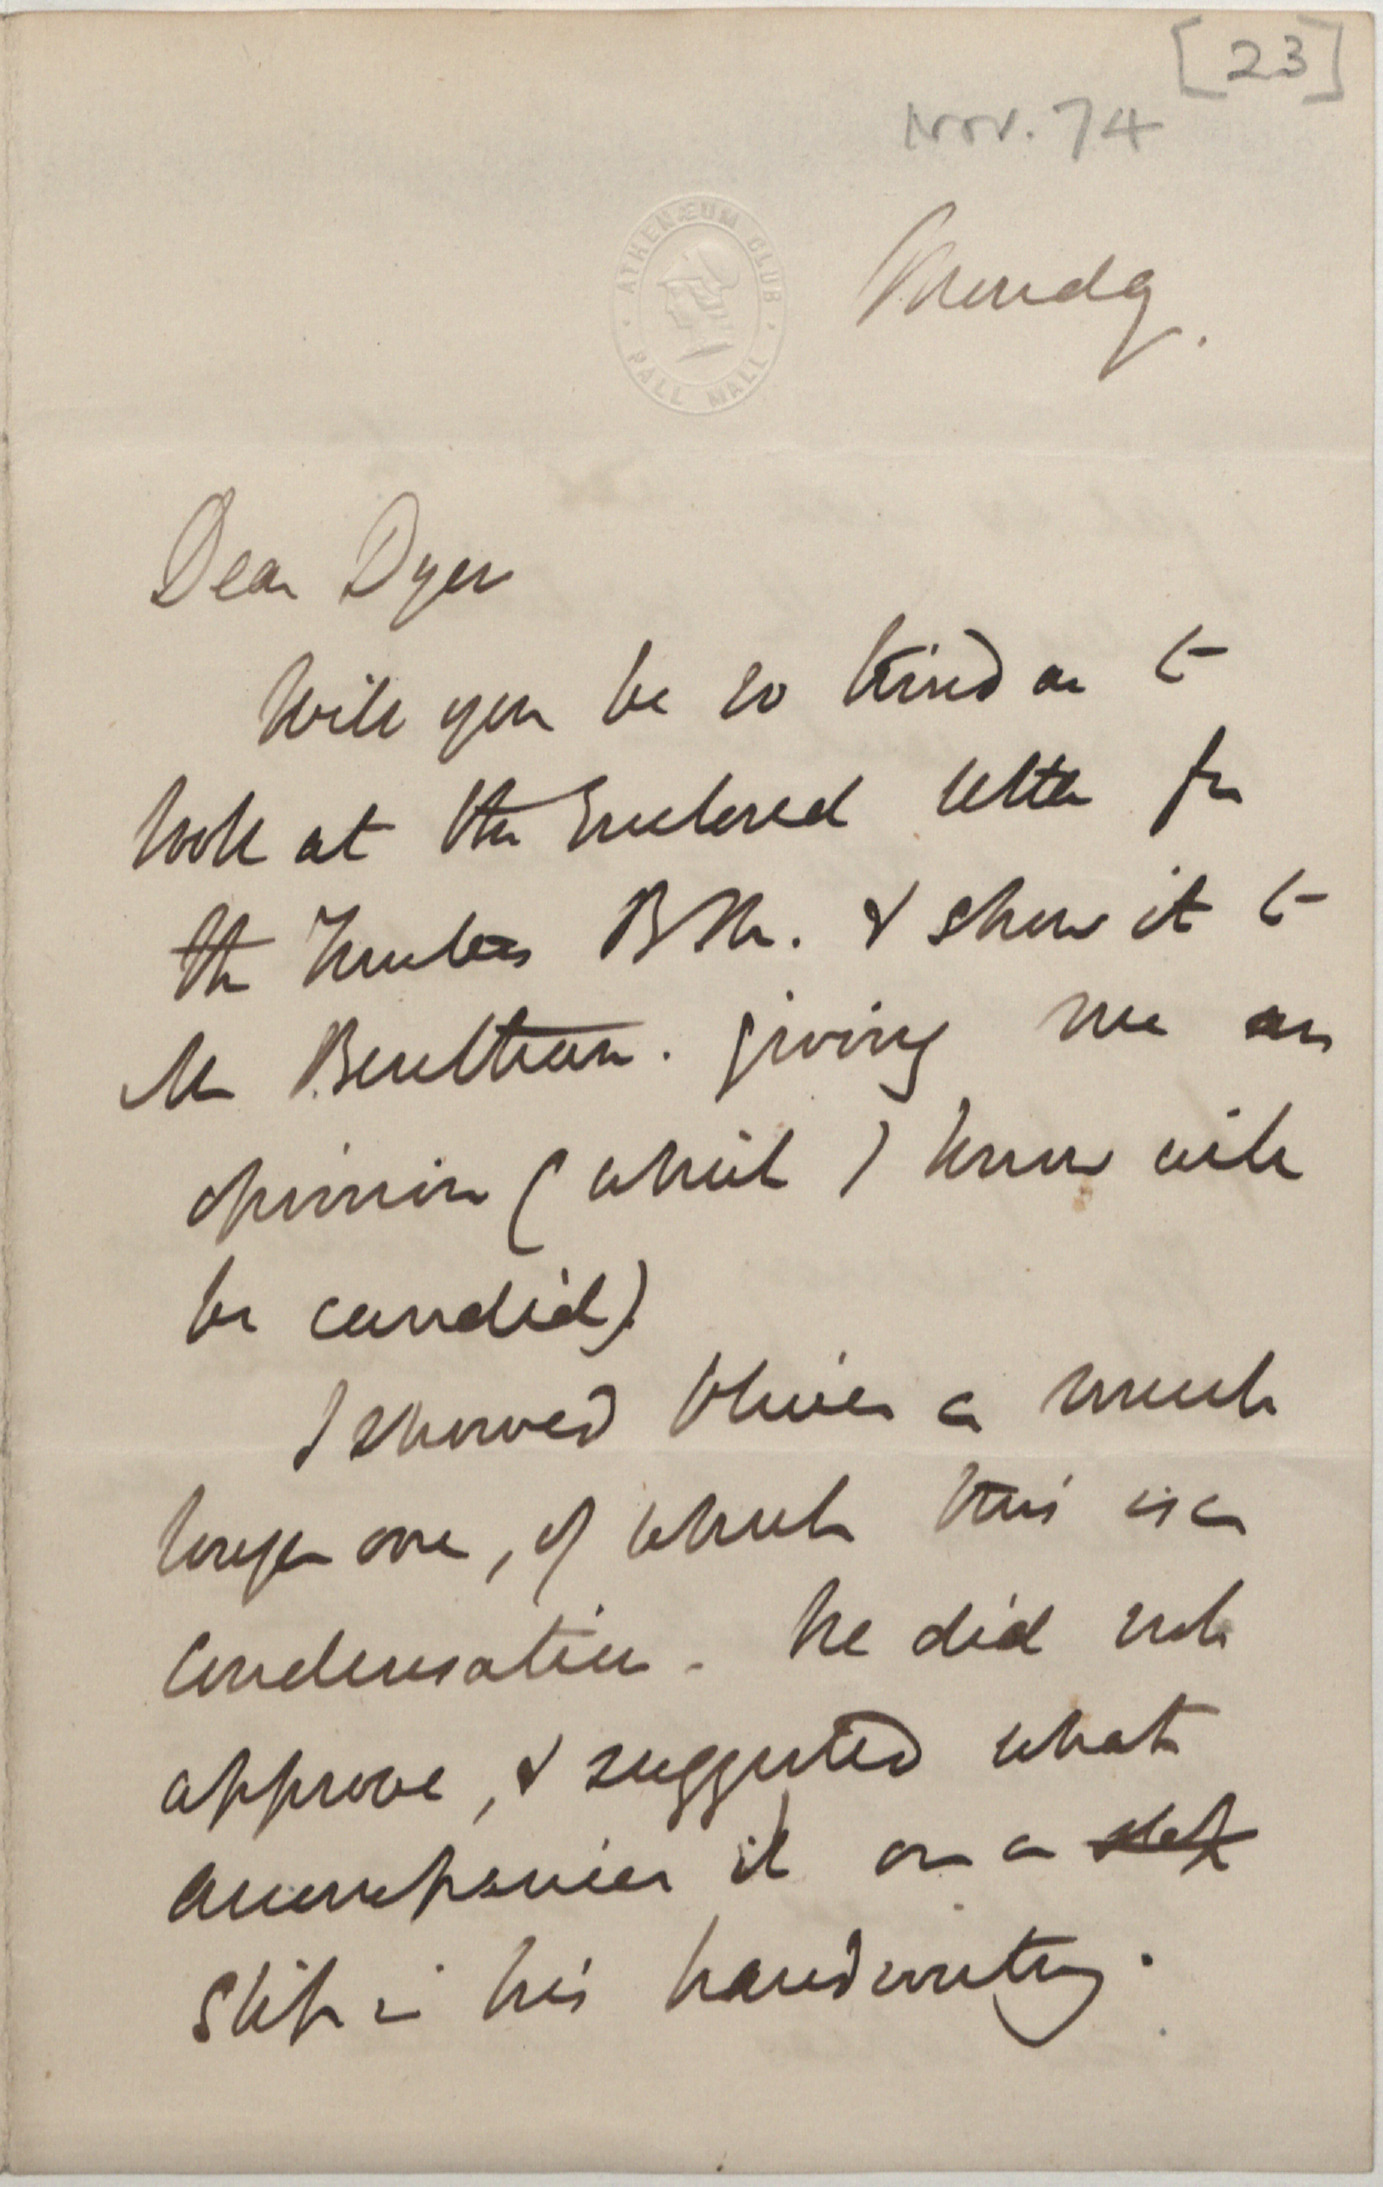 [23]
Nov. 74
ATHENÆUM CLUB
PALL MALL
Monday.
Dear Dyer
Will you be so kind as to
look at the enclosed letter for
the Trustees B M. & show it to
Mr Bentham. giving me an
opinion (which I know will
be candid).
I showed Oliver a much
longer one, of which this is a
condensation. He did not
approve, & suggested what
accompanies it on a
slip in his handwriting.